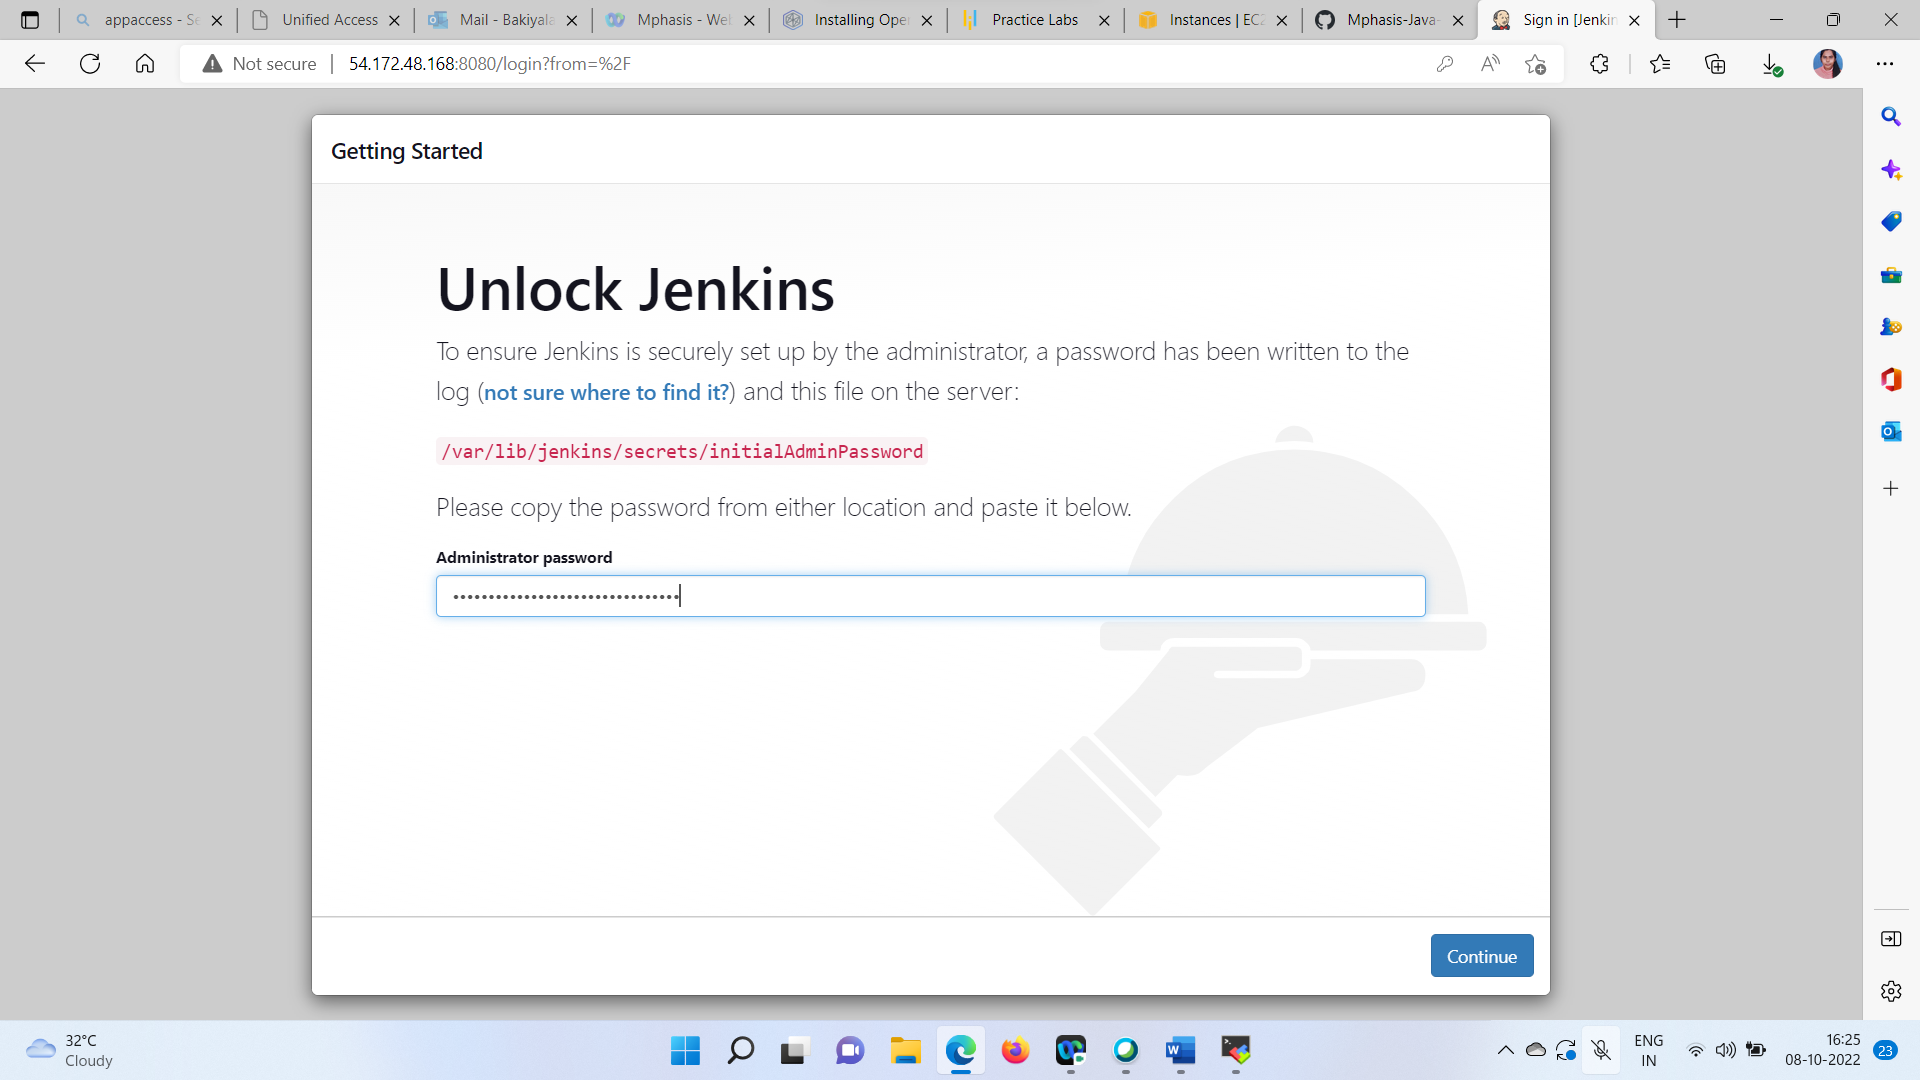 appaccess - Se
Unified Access
Mail - Bakiyala
Mphasis - Wel
Installing Oper
Practice Labs
Instances | EC2
Mphasis-Java-
Sign in [Jenkin
Not secure
54.172.48.168:8080/login?from=%2F
Getting Started
Unlock Jenkins
To ensure Jenkins is securely set up by the administrator, a password has been written to the
log (not sure where to find it?) and this file on the server:
/var/lib/jenkins/secrets/initialAdminPassword
Please copy the password from either location and paste it below.
Administrator password
Continue
32°C
Cloudy
ENG
IN
16:25
08-10-2022
23